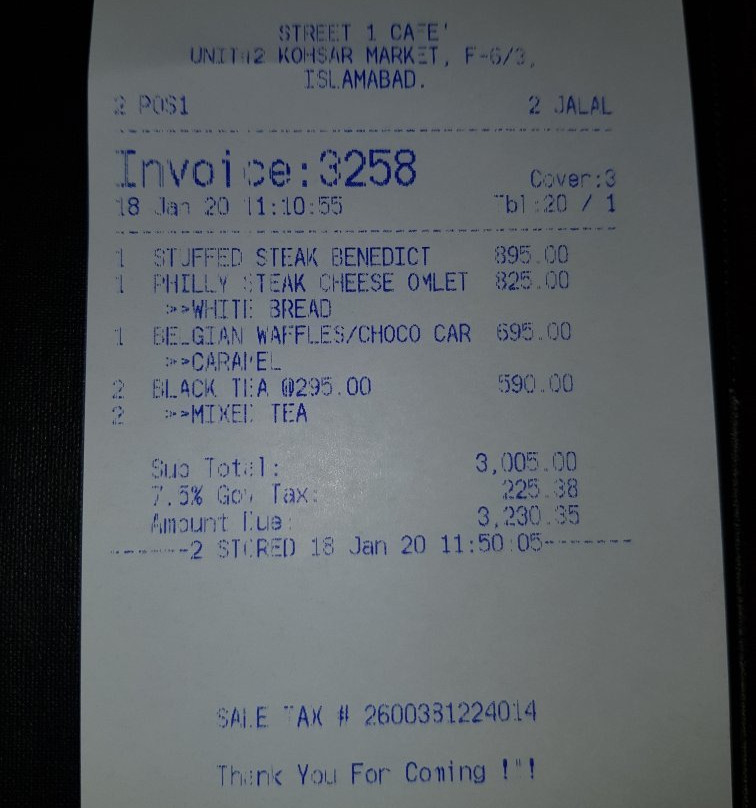 STREET 1 CAFE'
UNIT#2 KOHSAR MARKET, F-6/3,
ISLAMABAD.
2 POS1 2 JALAL
Invoice:3258 Cover:3
18 Jan 20 11:10:55 Tbl:20 / 1
1 STUFFED STEAK BENEDICT 895.00
1 PHILLY STEAK CHEESE OMLET 825.00
>>WHITE BREAD
1 BELGIAN WAFFLES/CHOCO CAR 695.00
>>CARAMEL
2 BLACK TEA @295.00 590.00
2 >>MIXED TEA
Sub Total: 3,005.00
7.5% Gov Tax: 225.38
Amount Due: 3,230.35
-------2 STORED 18 Jan 20 11:50:05--------
SALE TAX # 2600381224014
Thank You For Coming !"!